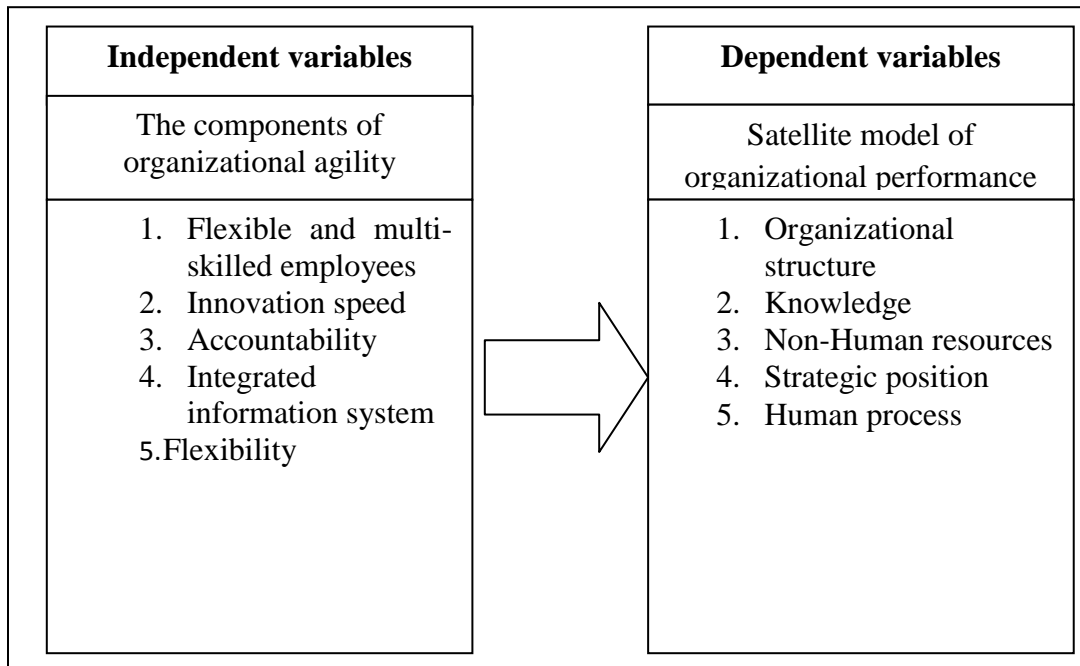 Independent variables
The components of
organizational agility
1. Flexible and multi-
skilled employees
2. Innovation speed
3. Accountability
4. Integrated
information system
5.Flexibility
Dependent variables
Satellite model of
organizational performance
1. Organizational
structure
2. Knowledge
3. Non-Human resources
4. Strategic position
5. Human process